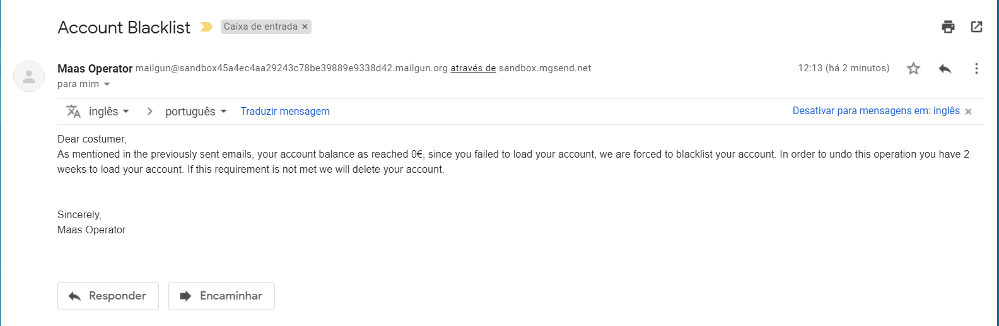 Account Blacklist Caixa de entrada ×
Maas Operator mailgun@sandbox45a4ec4aa29243c78be39889e9338d42.mailgun.org através de sandbox.mgsend.net 12:13 (há 2 minutos)
para mim
inglês > português Traduzir mensagem Desativar para mensagens em: inglês ×
Dear costumer,
As mentioned in the previously sent emails, your account balance as reached 0€, since you failed to load your account, we are forced to blacklist your account. In order to undo this operation you have 2
weeks to load your account. If this requirement is not met we will delete your account.
Sincerely,
Maas Operator
Responder Encaminhar